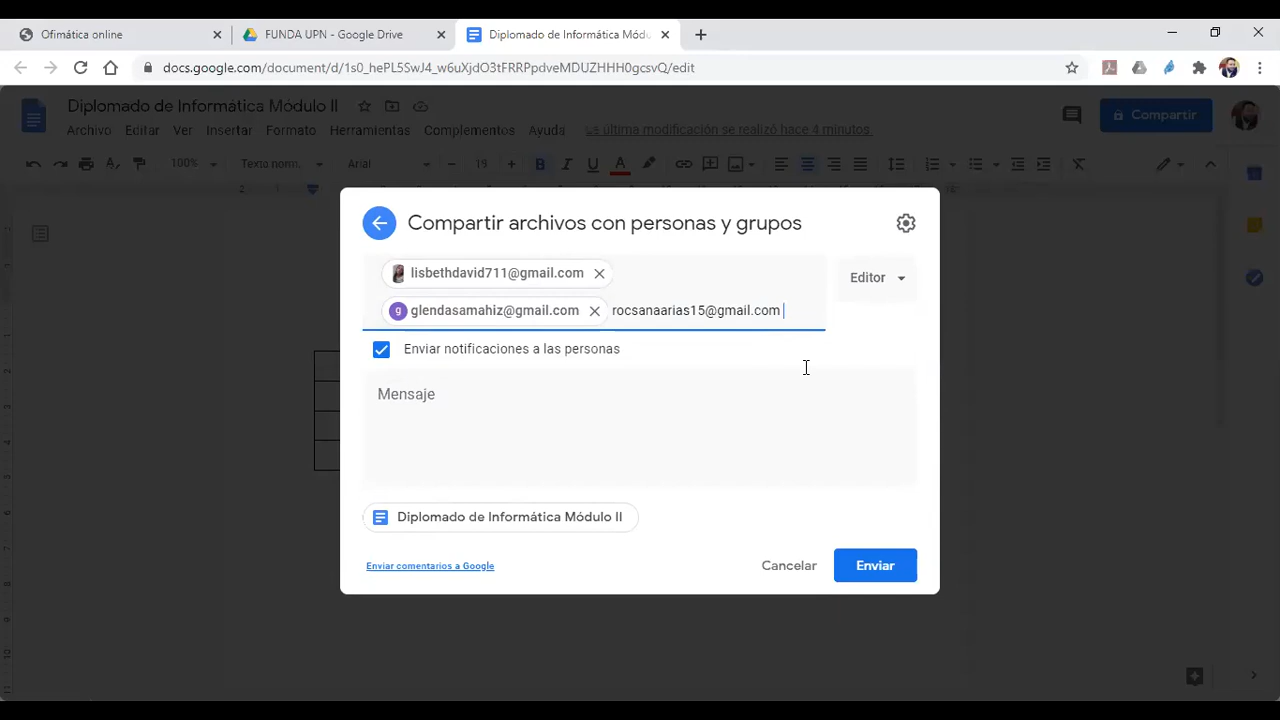 Ofimática online
FUNDA UPN - Google Drive
Diplomado de Informática Módu
docs.google.com/document/d/1s0_hePL5SwJ4_w6uXjdO3tFRRPpdveMDUZHHH0gcsvQ/edit
Diplomado de Informática Módulo II
Compartir
Archivo Editar Ver Insertar Formato Herramientas Complementos Ayuda La última modificación se realizó hace 4 minutos.
100% Texto norm. Arial 19 B I U A
Compartir archivos con personas y grupos
lisbethdavid711@gmail.com
Editor
g glendasamahiz@gmail.com rocsanaarias15@gmail.com
Enviar notificaciones a las personas
Mensaje
Diplomado de Informática Módulo II
Enviar comentarios a Google
Cancelar
Enviar